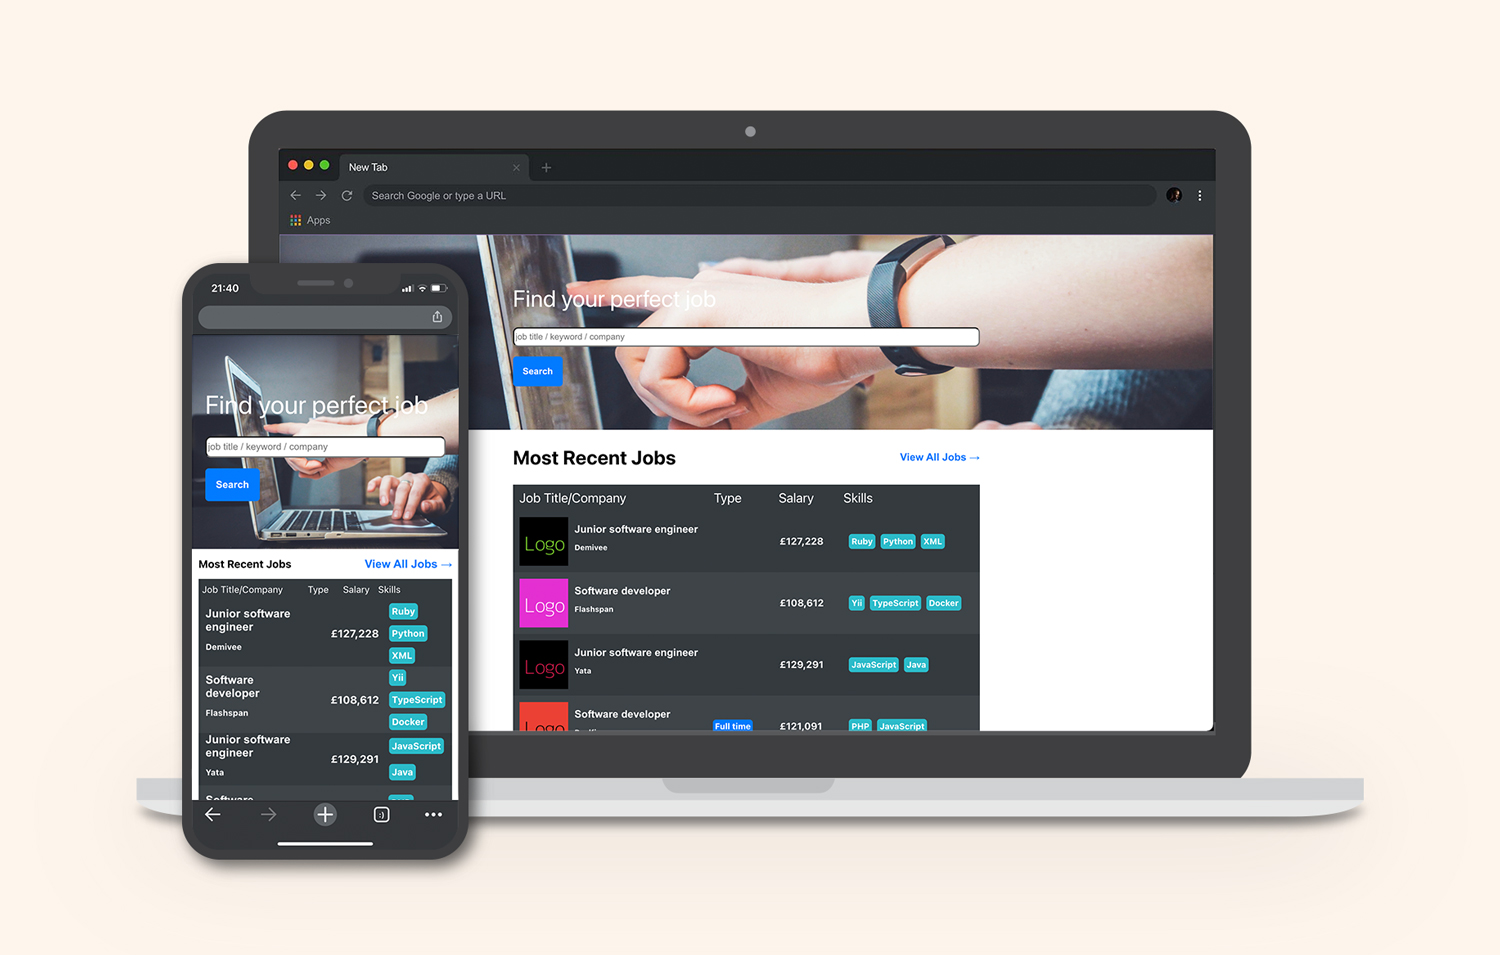 New Tab
Search Google or type a URL
Apps
Find your perfect job
job title / keyword / company
Search
Most Recent Jobs
View All Jobs →
Job Title/Company Type Salary Skills
Logo
Junior software engineer
Demivee
£127,228
Ruby Python XML
Logo
Software developer
Flashspan
£108,612
Yii TypeScript Docker
Logo
Junior software engineer
Yata
£129,291
JavaScript Java
Logo
Software developer
Full time
£121,091
PHP JavaScript
21:40
Find your perfect job
job title / keyword / company
Search
Most Recent Jobs
View All Jobs →
Job Title/Company Type Salary Skills
Junior software
engineer
Demivee
£127,228
Ruby
Python
XML
Software
developer
Flashspan
£108,612
Yii
TypeScript
Docker
Junior software
engineer
Yata
£129,291
JavaScript
Java
Software
:)